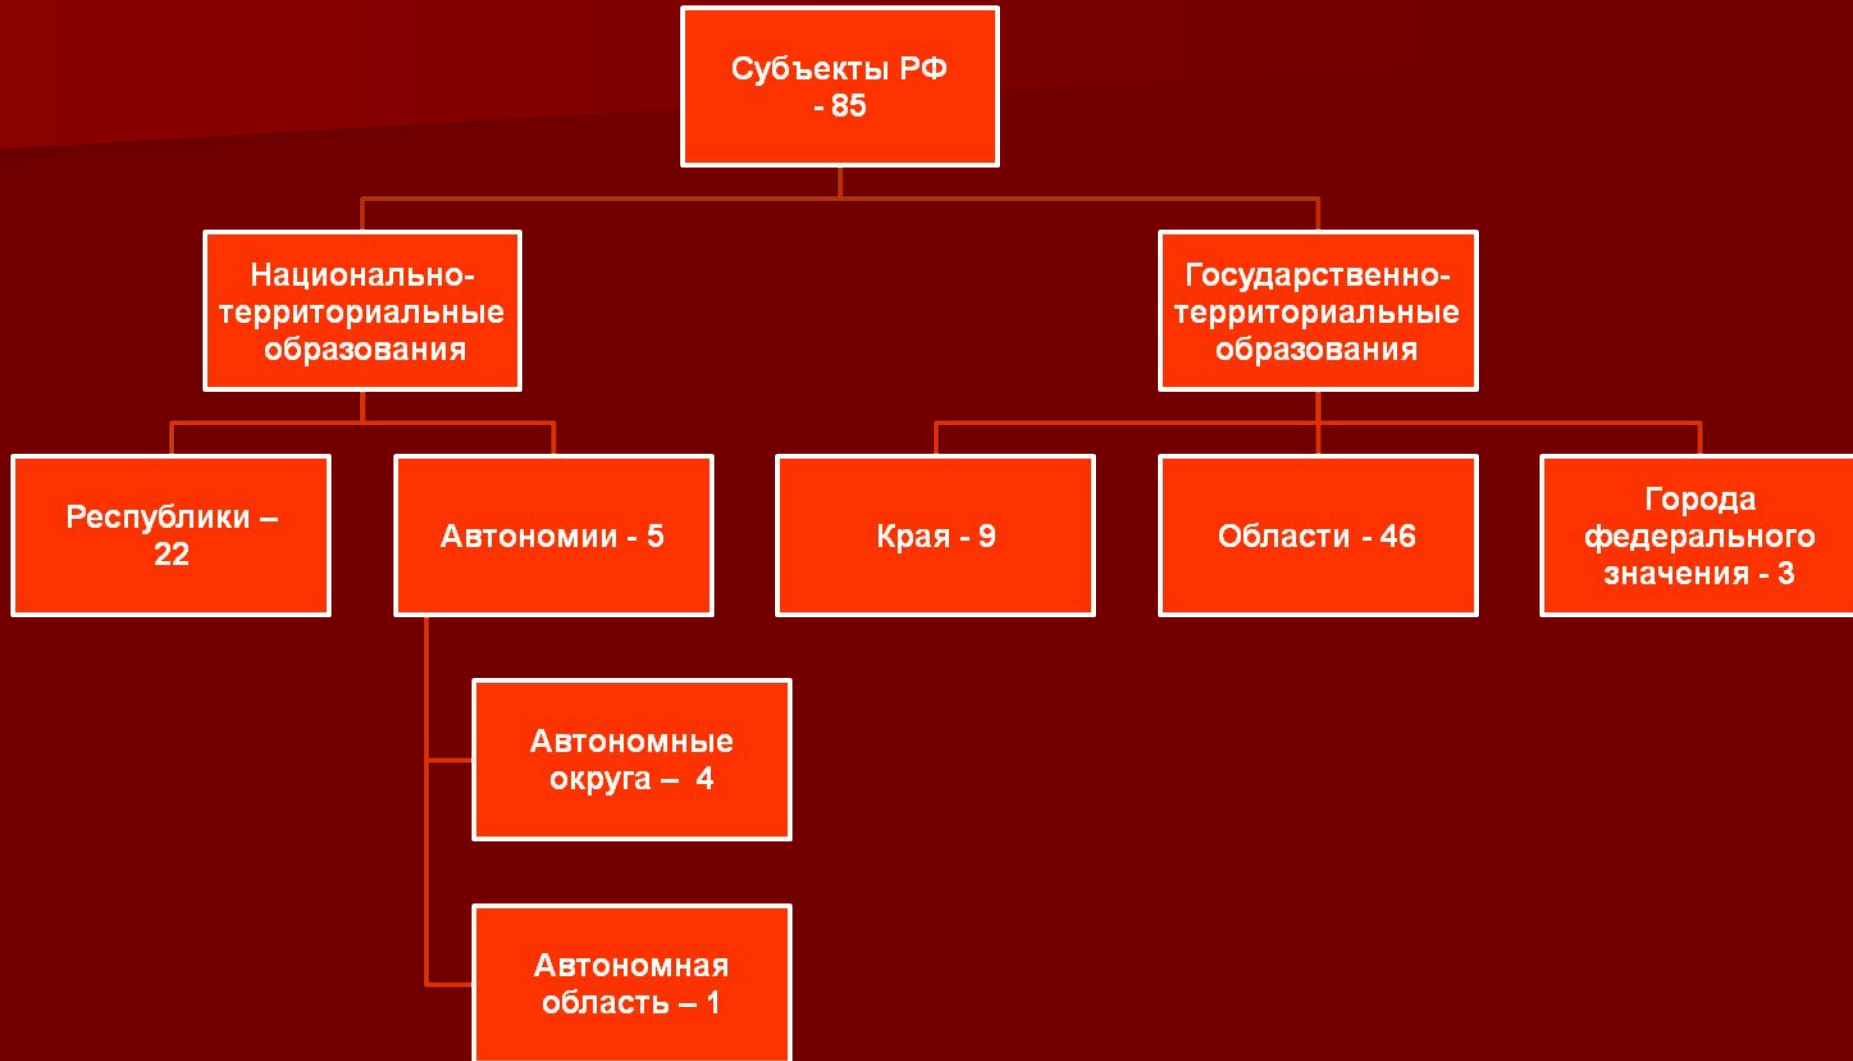 Субъекты РФ
- 85
Национально-
территориальные
образования
Государственно-
территориальные
образования
Республики –
22
Автономии - 5
Края - 9
Области - 46
Города
федерального
значения - 3
Автономные
округа – 4
Автономная
область – 1